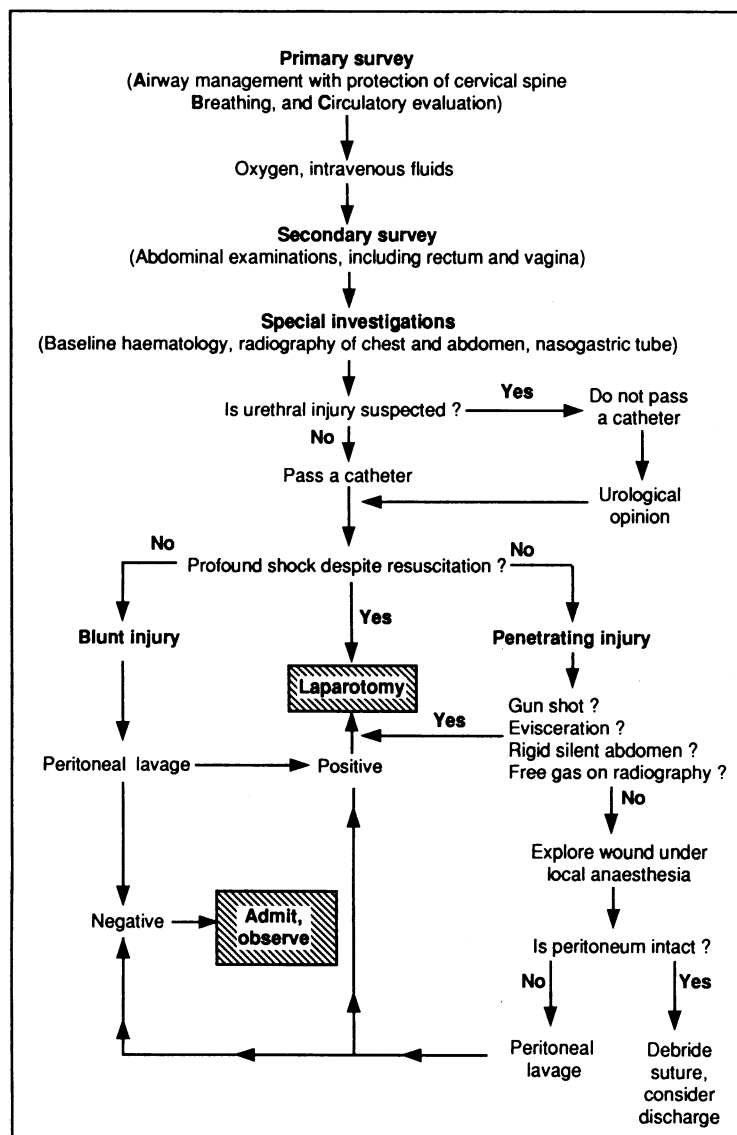 Primary survey
(Airway management with protection of cervical spine
Breathing, and Circulatory evaluation)
Oxygen, intravenous fluids
Secondary survey
(Abdominal examinations, including rectum and vagina)
Special investigations
(Baseline haematology, radiography of chest and abdomen, nasogastric tube)
Is urethral injury suspected ?
Yes
Do not pass
a catheter
No
Pass a catheter
Urological
opinion
No
Profound shock despite resuscitation ?
No
Yes
Blunt injury
Penetrating injury
Laparotomy
Gun shot ?
Evisceration ?
Rigid silent abdomen ?
Free gas on radiography ?
Yes
Peritoneal lavage
Positive
No
Explore wound under
local anaesthesia
Negative
Admit,
observe
Is peritoneum intact ?
No
Yes
Peritoneal
lavage
Debride
suture,
consider
discharge